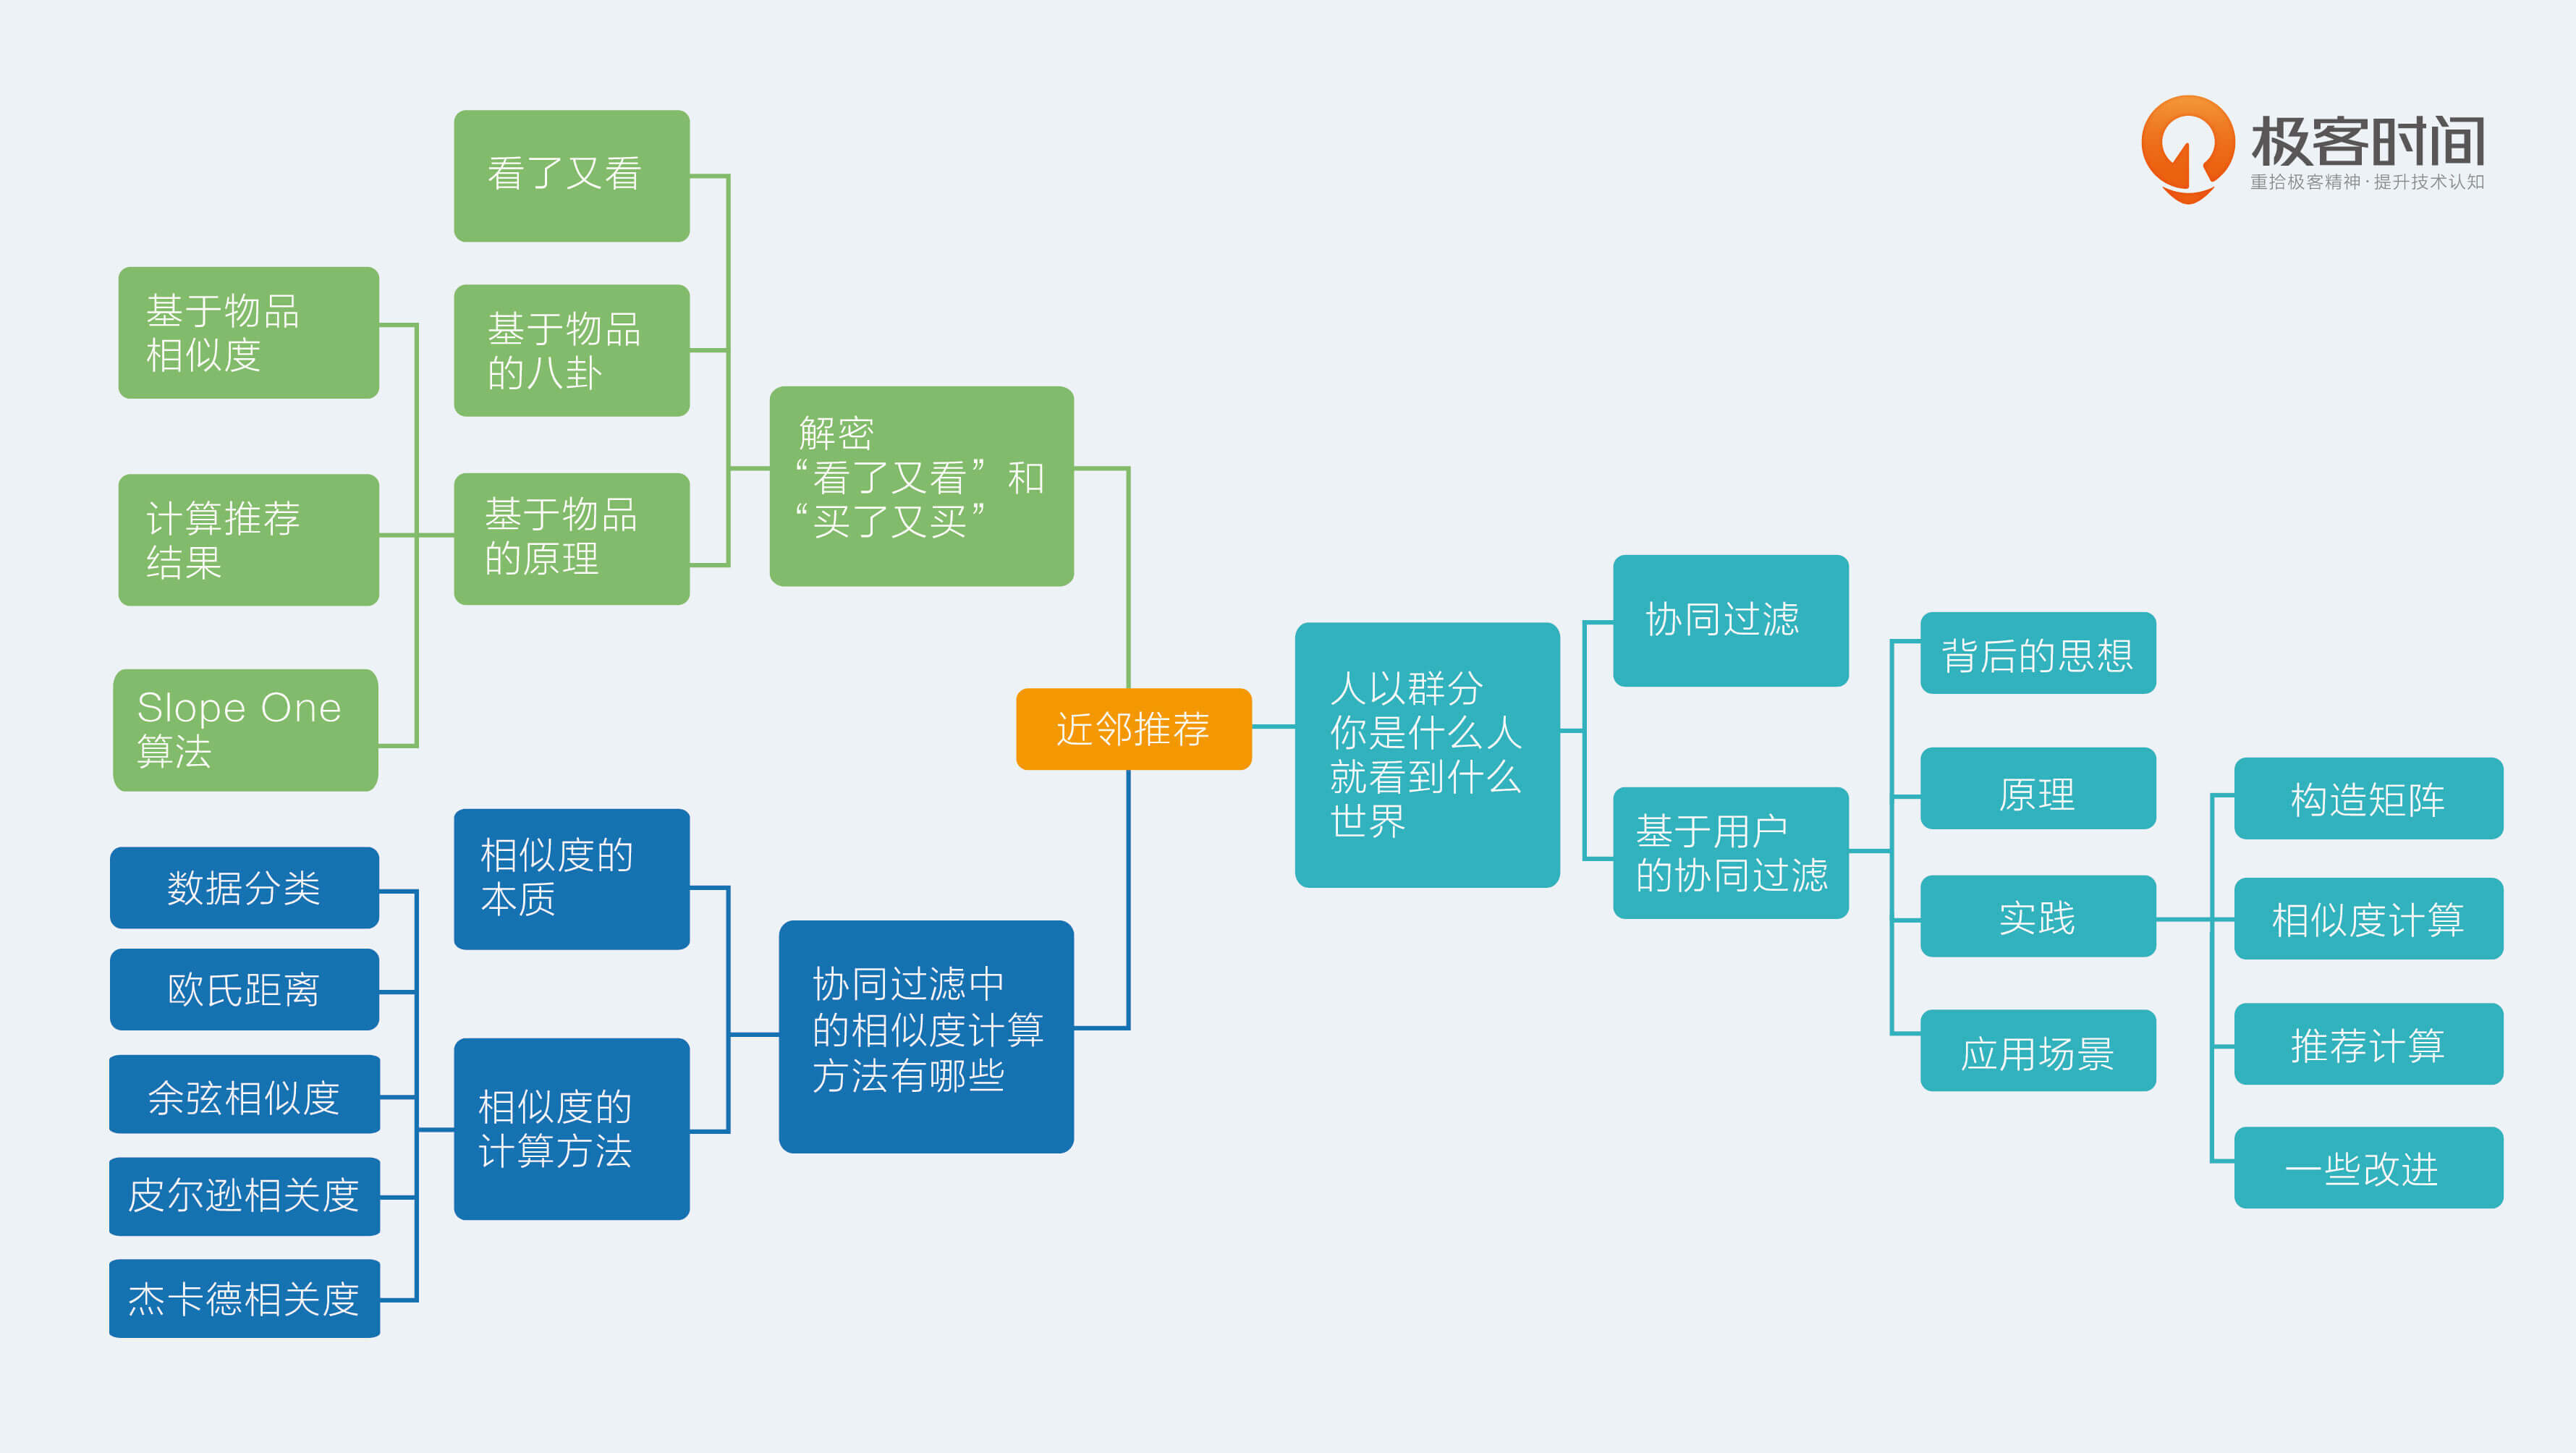 极客时间
重拾极客精神·提升技术认知
看了又看
基于物品
的八卦
基于物品
的原理
基于物品
相似度
计算推荐
结果
Slope One
算法
解密
“看了又看”和
“买了又买”
近邻推荐
人以群分
你是什么人
就看到什么
世界
协同过滤
基于用户
的协同过滤
背后的思想
原理
实践
应用场景
构造矩阵
相似度计算
推荐计算
一些改进
协同过滤中
的相似度计算
方法有哪些
相似度的
本质
相似度的
计算方法
数据分类
欧氏距离
余弦相似度
皮尔逊相关度
杰卡德相关度